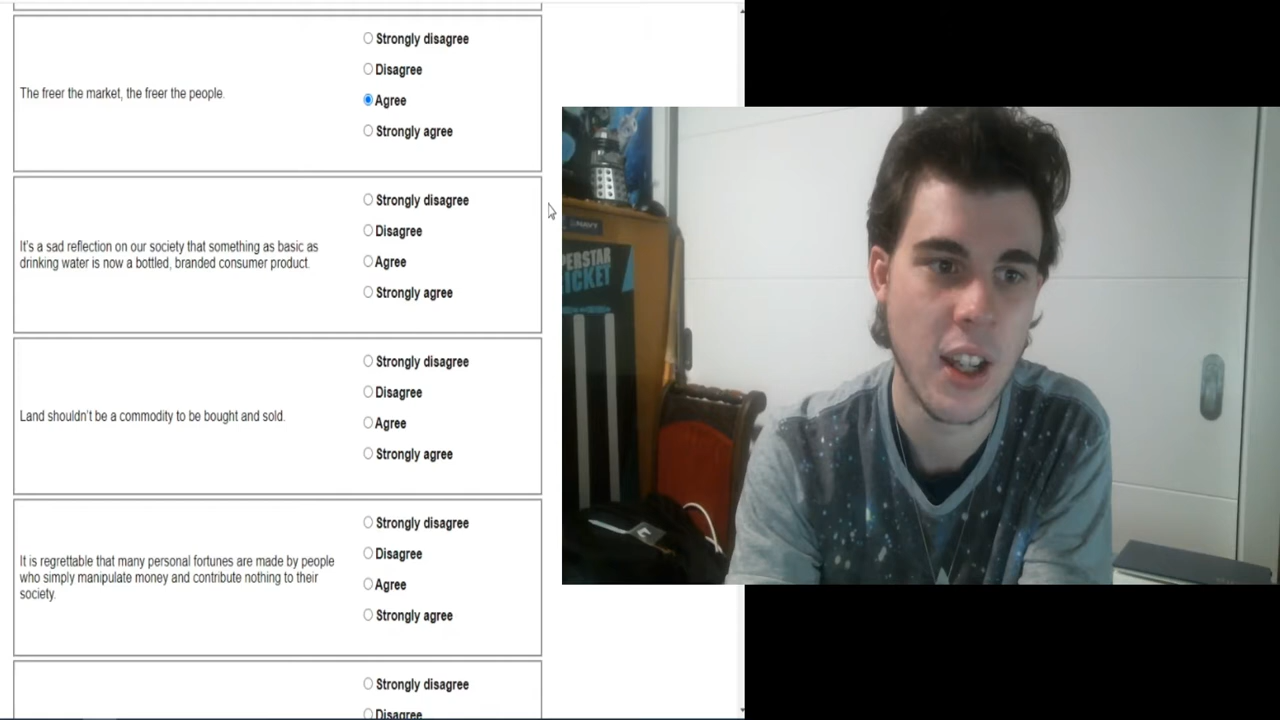 The freer the market, the freer the people.
Strongly disagree
Disagree
Agree
Strongly agree
It's a sad reflection on our society that something as basic as
drinking water is now a bottled, branded consumer product.
Strongly disagree
Disagree
Agree
Strongly agree
Land shouldn't be a commodity to be bought and sold.
Strongly disagree
Disagree
Agree
Strongly agree
It is regrettable that many personal fortunes are made by people
who simply manipulate money and contribute nothing to their
society.
Strongly disagree
Disagree
Agree
Strongly agree
Strongly disagree
Disagree